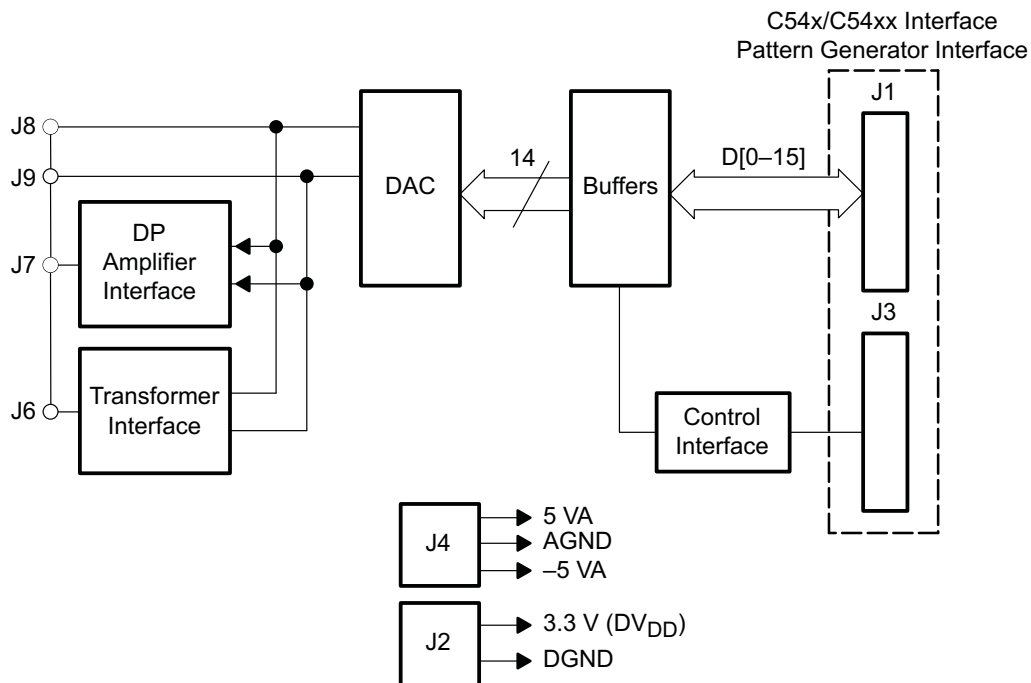 C54x/C54xx Interface
Pattern Generator Interface
J1
J8
J9
DAC
14
Buffers
D[0–15]
DP
Amplifier
Interface
J7
J3
Transformer
Interface
J6
Control
Interface
J4
5 VA
AGND
–5 VA
J2
3.3 V (DVDD)
DGND